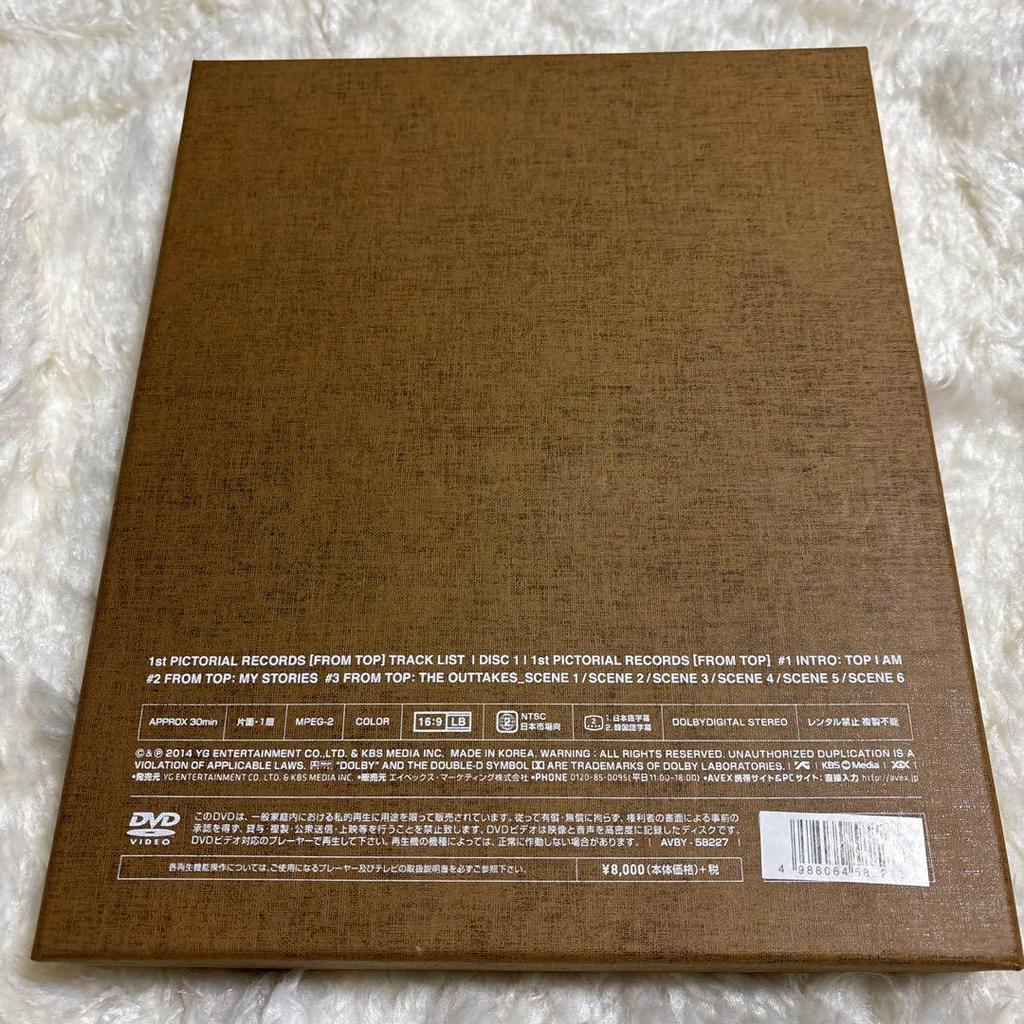 1st PICTORIAL RECORDS [FROM TOP] TRACK LIST | DISC 1 | 1st PICTORIAL RECORDS [FROM TOP] #1 INTRO: TOP I AM
#2 FROM TOP: MY STORIES #3 FROM TOP: THE OUTTAKES_SCENE 1 / SCENE 2 / SCENE 3 / SCENE 4 / SCENE 5 / SCENE 6
APPROX 30min 片面・1層 MPEG-2 COLOR 16:9 LB 2 NTSC 日本市場向 2 1.日本語字幕 2.韓国語字幕 DOLBYDIGITAL STEREO レンタル禁止 複製不能
©&℗ 2014 YG ENTERTAINMENT CO.,LTD. & KBS MEDIA INC. MADE IN KOREA. WARNING : ALL RIGHTS RESERVED. UNAUTHORIZED DUPLICATION IS A
VIOLATION OF APPLICABLE LAWS. "DOLBY" AND THE DOUBLE-D SYMBOL ARE TRADEMARKS OF DOLBY LABORATORIES. | YG | KBS Media |
•発売元 YG ENTERTAINMENT CO. LTD. & KBS MEDIA INC. •販売元 エイベックス・マーケティング株式会社 •PHONE 0120-85-0095(平日11:00-18:00) •AVEX携帯サイト&PCサイト:直接入力 http://avex.j
DVD VIDEO
このDVDは、一般家庭内における私的再生に用途を限って販売されています。従って有償・無償に拘らず、権利者の書面による事前の
承認を得ず、貸与・複製・公衆送信・上映等を行うことを禁止致します。DVDビデオは映像と音声を高密度に記録したディスクです。
DVDビデオ対応のプレーヤーで再生して下さい。再生機の機種によっては、正常に作動しない場合があります。 | AVBY-58227 |
各再生機能操作については、ご使用になるプレーヤー及びテレビの取扱説明書を必ずご参照下さい。 ¥8,000(本体価格)+税
4 988064 58